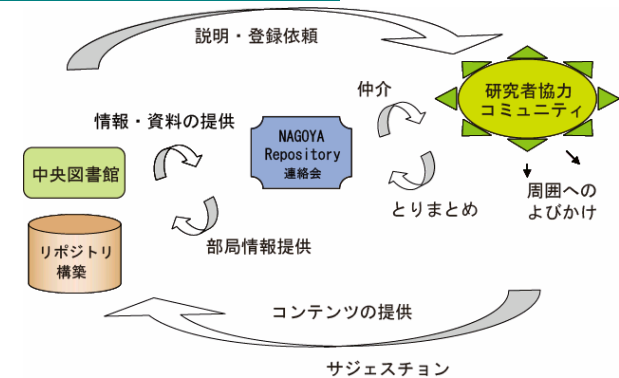 説明・登録依頼
仲介
研究者協力
コミュニティ
情報・資料の提供
NAGOYA
Repository
連絡会
中央図書館
とりまとめ
周囲への
よびかけ
リポジトリ
構築
部局情報提供
コンテンツの提供
サジェスチョン